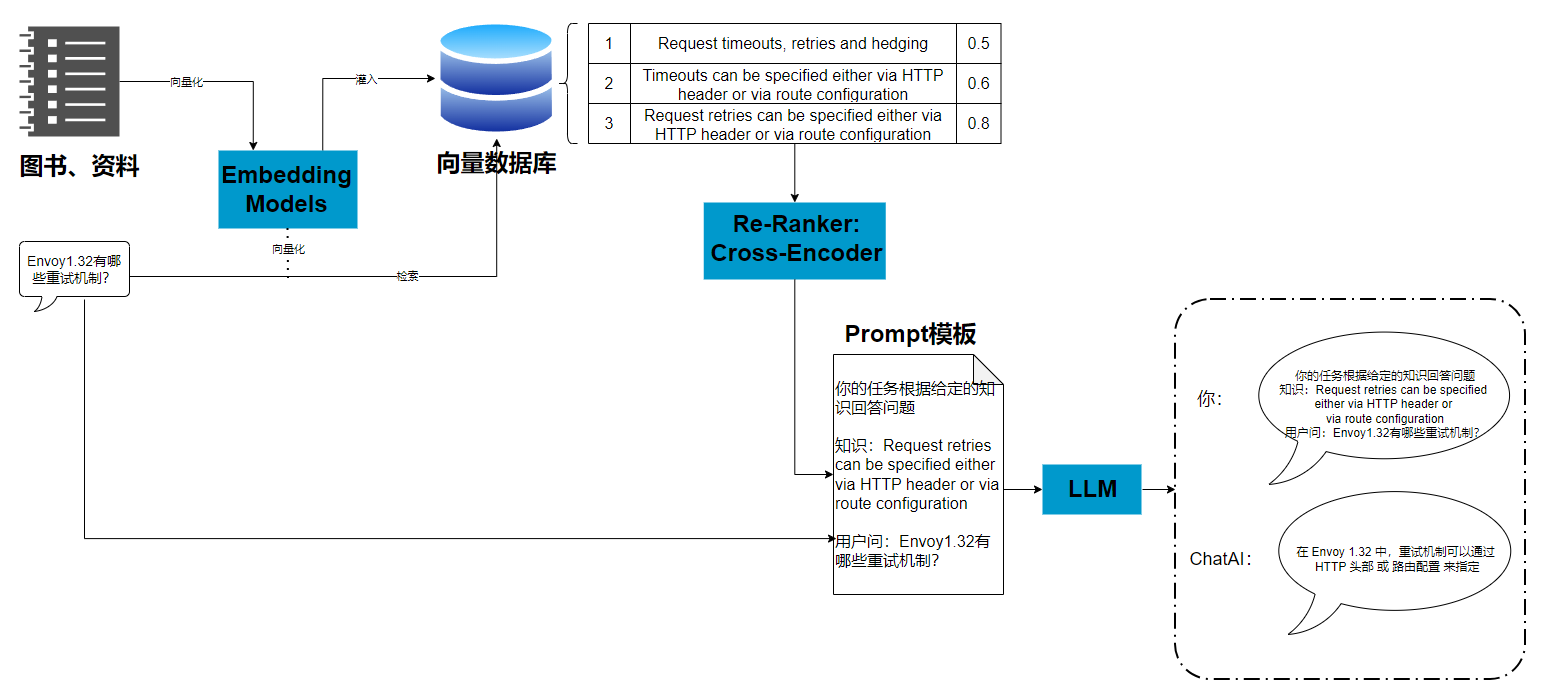 图书、资料
向量化
Embedding
Models
灌入
向量数据库
1
Request timeouts, retries and hedging
0.5
2
Timeouts can be specified either via HTTP
header or via route configuration
0.6
3
Request retries can be specified either via
HTTP header or via route configuration
0.8
向量化
Envoy1.32有哪
些重试机制?
检索
Re-Ranker:
Cross-Encoder
Prompt模板
你的任务根据给定的知
识回答问题
知识：Request retries
can be specified either
via HTTP header or via
route configuration
用户问：Envoy1.32有
哪些重试机制?
LLM
你：
你的任务根据给定的知识回答问题
知识：Request retries can be specified
either via HTTP header or
via route configuration
用户问：Envoy1.32有哪些重试机制?
ChatAI：
在 Envoy 1.32 中，重试机制可以通过
HTTP 头部 或 路由配置 来指定